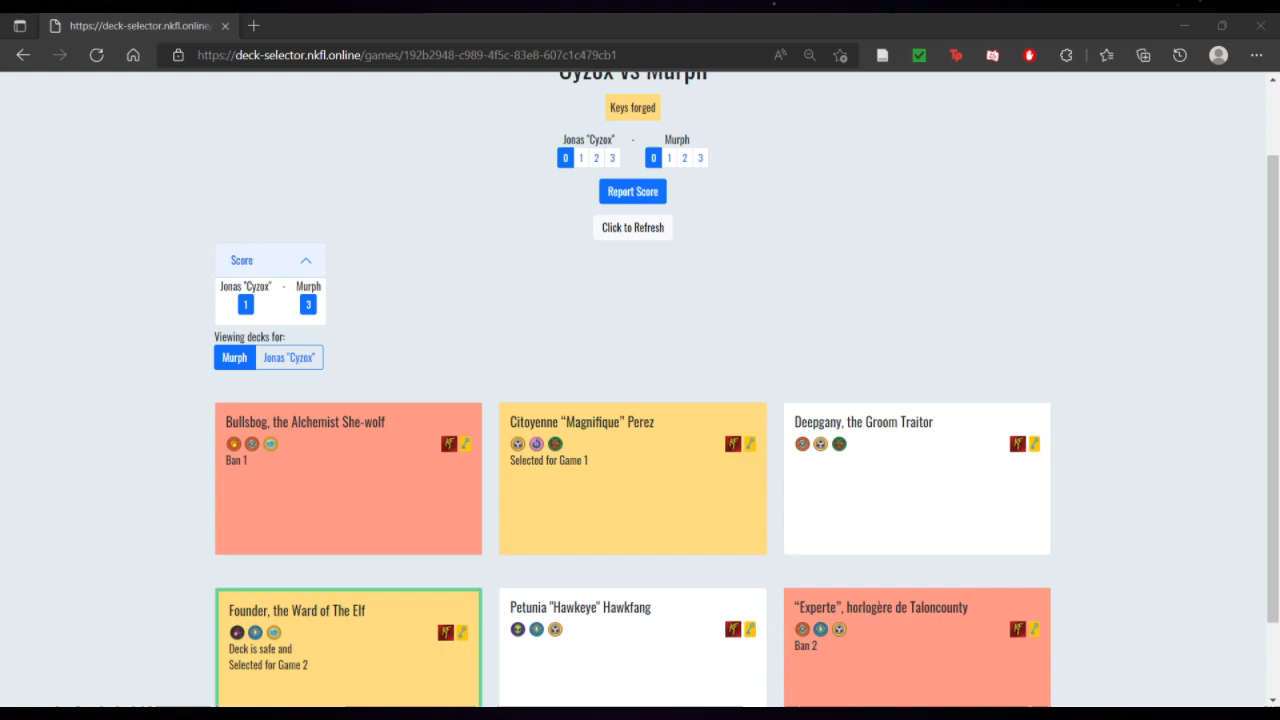 https://deck-selector.nkfl.online/
https://deck-selector.nkfl.online/games/192b2948-c989-4f5c-83e8-607c1c479cb1
Cyzox vs Murph
Keys forged
Jonas "Cyzox" - Murph
0 1 2 3 0 1 2 3
Report Score
Click to Refresh
Score
Jonas "Cyzox" - Murph
1 3
Viewing decks for:
Murph Jonas "Cyzox"
Bullsbog, the Alchemist She-wolf
Ban 1
Citoyenne “Magnifique” Perez
Selected for Game 1
Deepgany, the Groom Traitor
Founder, the Ward of The Elf
Deck is safe and
Selected for Game 2
Petunia "Hawkeye" Hawkfang
“Experte”, horlogère de Taloncounty
Ban 2